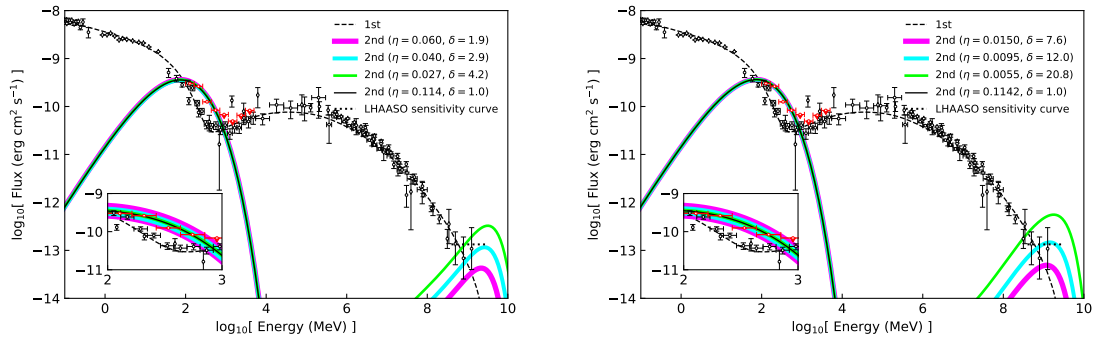 −8
−9
−10
−11
−12
−13
−14
log₁₀[ Flux (erg cm⁻² s⁻¹) ]
1st
2nd (η = 0.060, δ = 1.9)
2nd (η = 0.040, δ = 2.9)
2nd (η = 0.027, δ = 4.2)
2nd (η = 0.114, δ = 1.0)
LHAASO sensitivity curve
−9
−10
−11
2 3
0 2 4 6 8 10
log₁₀[ Energy (MeV) ]
−8
−9
−10
−11
−12
−13
−14
log₁₀[ Flux (erg cm⁻² s⁻¹) ]
1st
2nd (η = 0.0150, δ = 7.6)
2nd (η = 0.0095, δ = 12.0)
2nd (η = 0.0055, δ = 20.8)
2nd (η = 0.1142, δ = 1.0)
LHAASO sensitivity curve
−9
−10
−11
2 3
0 2 4 6 8 10
log₁₀[ Energy (MeV) ]